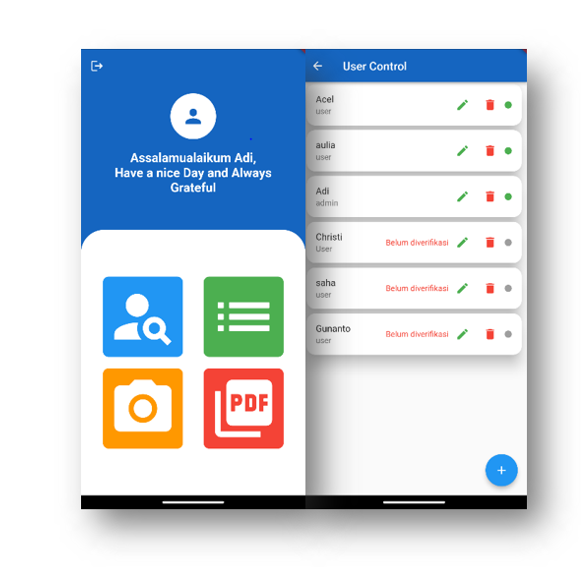 Assalamualaikum Adi,
Have a nice Day and Always
Grateful
PDF
User Control
Acel
user
aulia
user
Adi
admin
Christi
User
Belum diverifikasi
saha
user
Belum diverifikasi
Gunanto
user
Belum diverifikasi